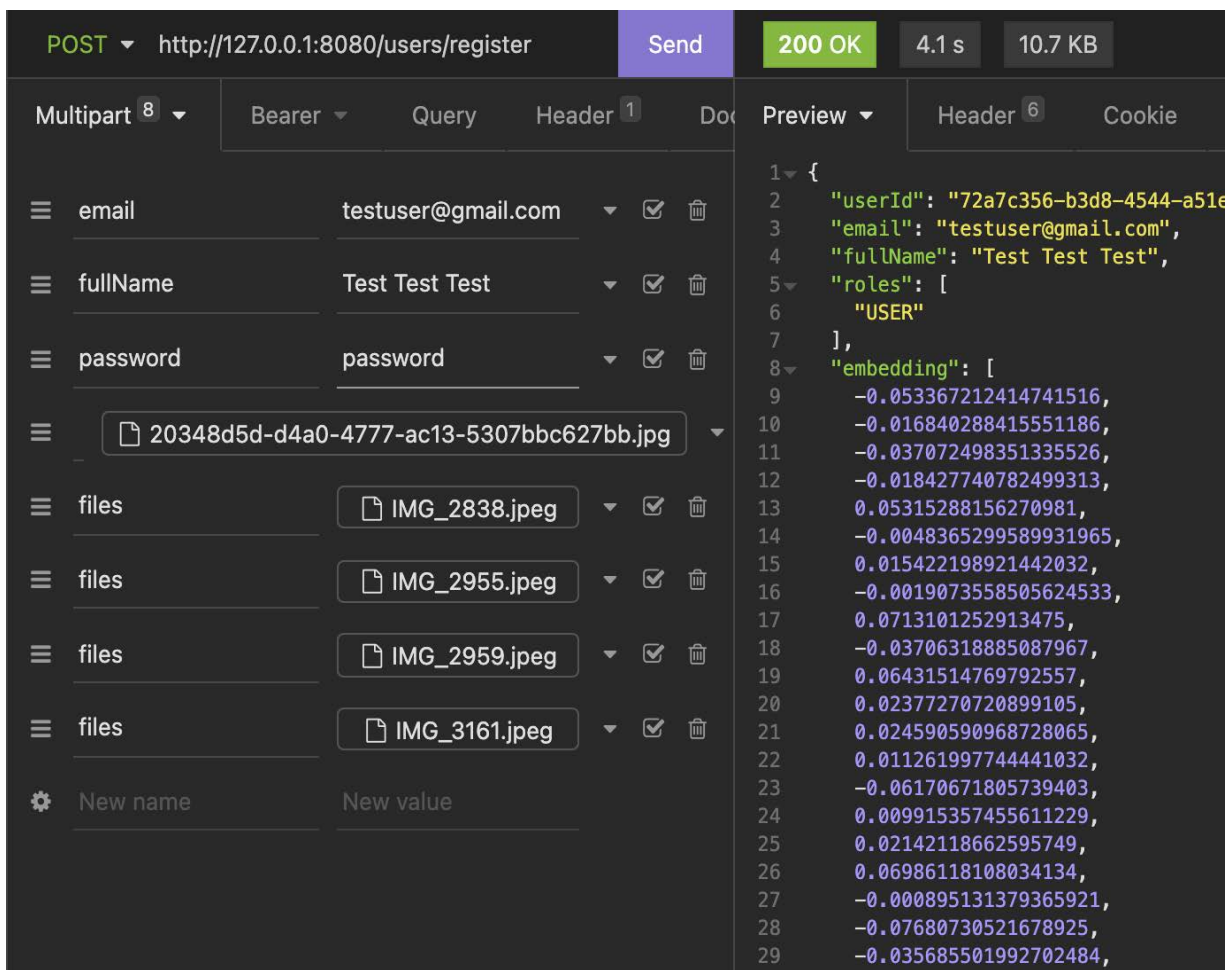 POST http://127.0.0.1:8080/users/register Send
200 OK 4.1 s 10.7 KB
Multipart 8 Bearer Query Header 1 Doc
Preview Header 6 Cookie
email testuser@gmail.com
fullName Test Test Test
password password
20348d5d-d4a0-4777-ac13-5307bbc627bb.jpg
files IMG_2838.jpeg
files IMG_2955.jpeg
files IMG_2959.jpeg
files IMG_3161.jpeg
New name New value
1 {
2 "userId": "72a7c356-b3d8-4544-a51e
3 "email": "testuser@gmail.com",
4 "fullName": "Test Test Test",
5 "roles": [
6 "USER"
7 ],
8 "embedding": [
9 -0.053367212414741516,
10 -0.016840288415551186,
11 -0.037072498351335526,
12 -0.018427740782499313,
13 0.05315288156270981,
14 -0.0048365299589931965,
15 0.015422198921442032,
16 -0.0019073558505624533,
17 0.0713101252913475,
18 -0.03706318885087967,
19 0.06431514769792557,
20 0.02377270720899105,
21 0.024590590968728065,
22 0.011261997744441032,
23 -0.06170671805739403,
24 0.009915357455611229,
25 0.02142118662595749,
26 0.06986118108034134,
27 -0.0008951313793659​21,
28 -0.07680730521678925,
29 -0.035685501992702484,